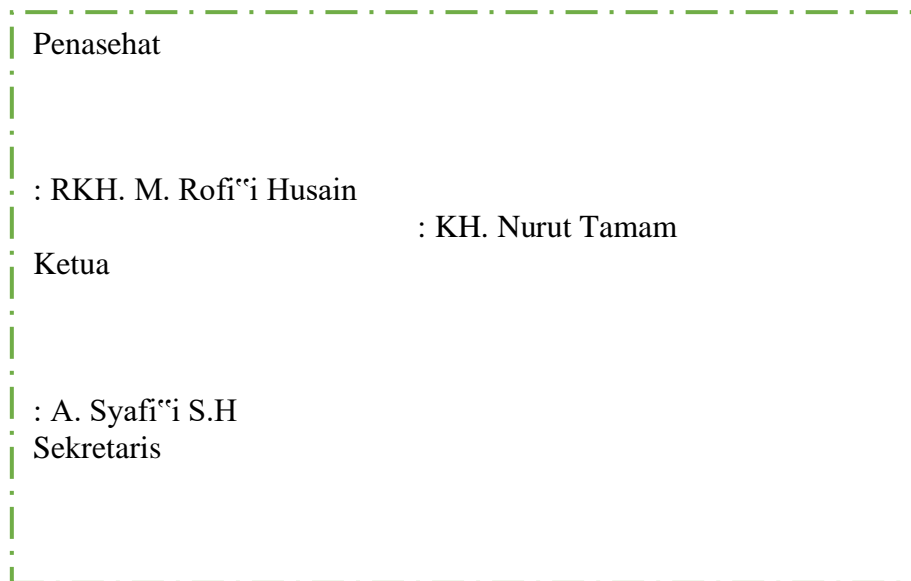 Penasehat
: RKH. M. Rofi‟i Husain
: KH. Nurut Tamam
Ketua
: A. Syafi‟i S.H
Sekretaris